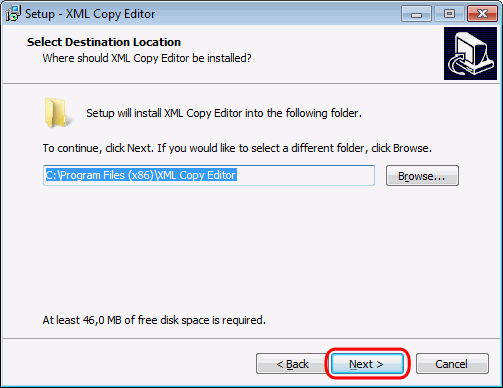 Setup - XML Copy Editor
Select Destination Location
Where should XML Copy Editor be installed?
Setup will install XML Copy Editor into the following folder.
To continue, click Next. If you would like to select a different folder, click Browse.
C:\Program Files (x86)\XML Copy Editor
Browse...
At least 46,0 MB of free disk space is required.
< Back
Next >
Cancel